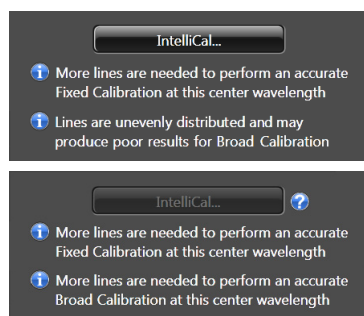 IntelliCal...
More lines are needed to perform an accurate
Fixed Calibration at this center wavelength
Lines are unevenly distributed and may
produce poor results for Broad Calibration
IntelliCal...
More lines are needed to perform an accurate
Fixed Calibration at this center wavelength
More lines are needed to perform an accurate
Broad Calibration at this center wavelength